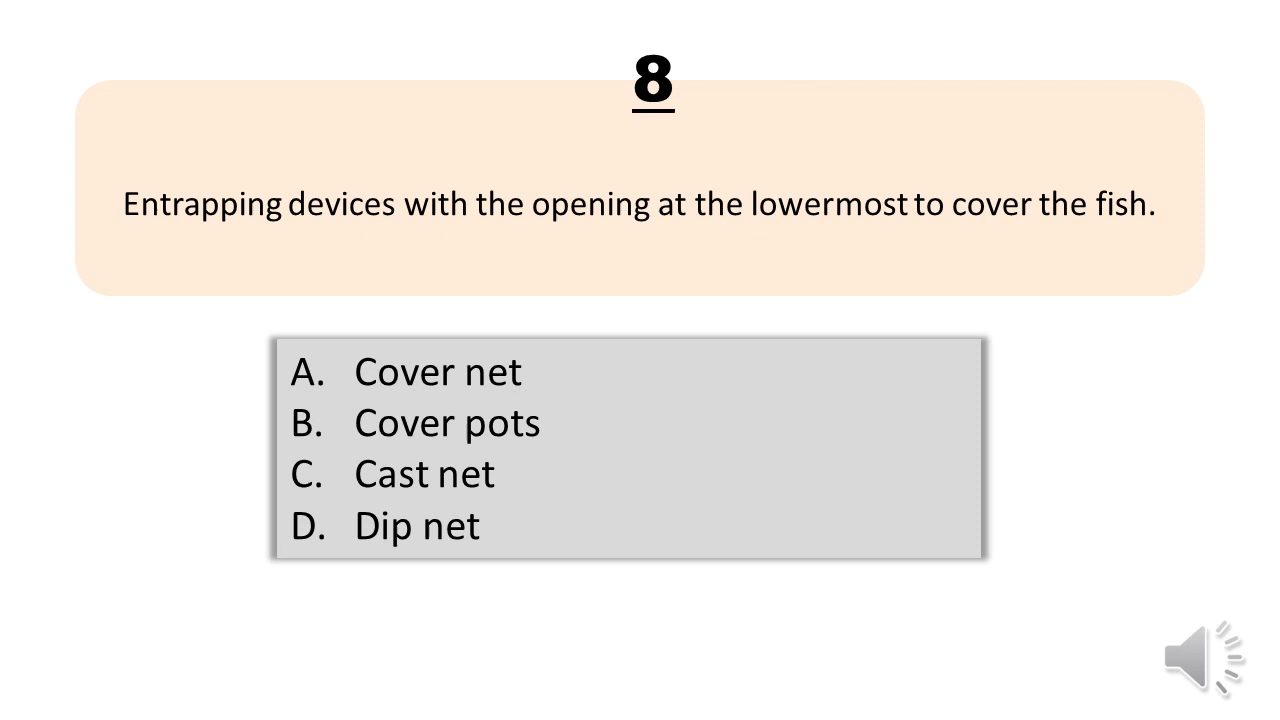 8
Entrapping devices with the opening at the lowermost to cover the fish.
A. Cover net
B. Cover pots
C. Cast net
D. Dip net